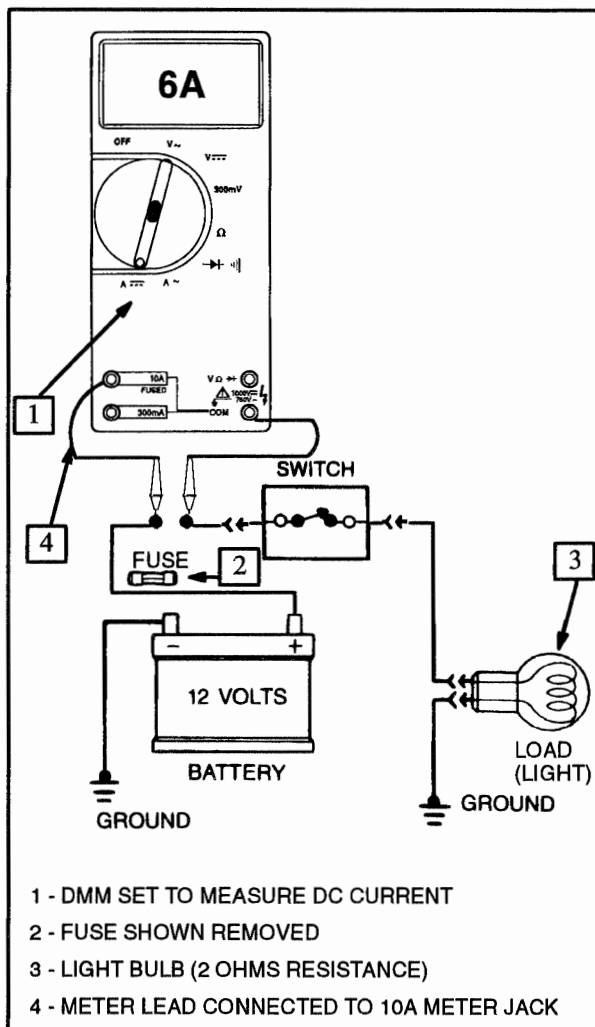 6A
OFF
V~
V⎓
300mV
Ω
A⎓
A~
10A
FUSED
300mA
VΩ
1000V⎓
750V~
COM
1
4
SWITCH
FUSE
2
3
- +
12 VOLTS
BATTERY
LOAD
(LIGHT)
GROUND
GROUND
1 - DMM SET TO MEASURE DC CURRENT
2 - FUSE SHOWN REMOVED
3 - LIGHT BULB (2 OHMS RESISTANCE)
4 - METER LEAD CONNECTED TO 10A METER JACK